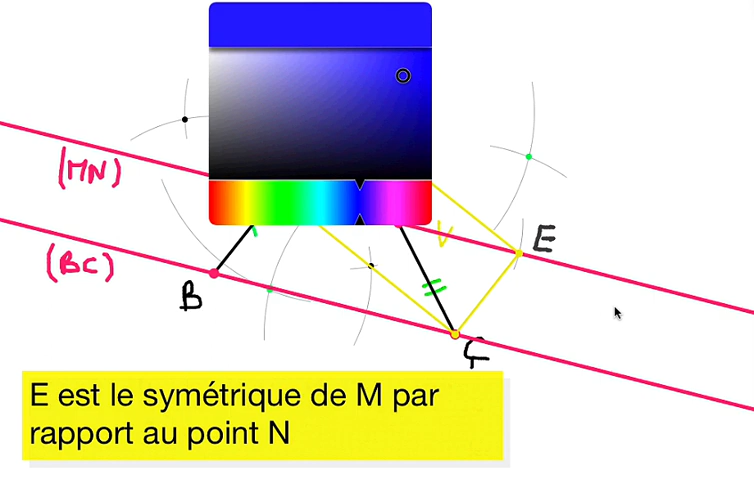 (MN)
E
(BC)
B
C
E est le symétrique de M par
rapport au point N